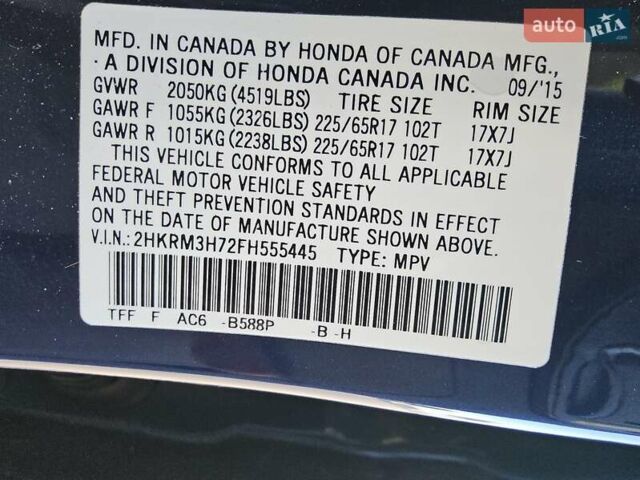 auto RIA
MFD. IN CANADA BY HONDA OF CANADA MFG.,
· A DIVISION OF HONDA CANADA INC. 09/'15
GVWR 2050KG (4519LBS) TIRE SIZE RIM SIZE
GAWR F 1055KG (2326LBS) 225/65R17 102T 17X7J
GAWR R 1015KG (2238LBS) 225/65R17 102T 17X7J
THIS VEHICLE CONFORMS TO ALL APPLICABLE
FEDERAL MOTOR VEHICLE SAFETY
AND THEFT PREVENTION STANDARDS IN EFFECT
ON THE DATE OF MANUFACTURE SHOWN ABOVE.
V.I.N.: 2HKRM3H72FH555445 TYPE: MPV
TFF F AC6 -B588P -B -H